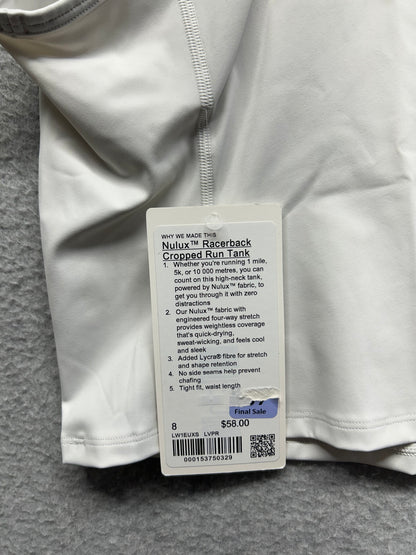 WHY WE MADE THIS
Nulux™ Racerback
Cropped Run Tank
1. Whether you're running 1 mile,
5k, or 10 000 metres, you can
count on this high-neck tank,
powered by Nulux™ fabric, to
get you through it with zero
distractions
2. Our Nulux™ fabric with
engineered four-way stretch
provides weightless coverage
that's quick-drying,
sweat-wicking, and feels cool
and sleek
3. Added Lycra® fibre for stretch
and shape retention
4. No side seams help prevent
chafing
5. Tight fit, waist length
Final Sale
8 $58.00
LW1EUXS LVPR
000153750329